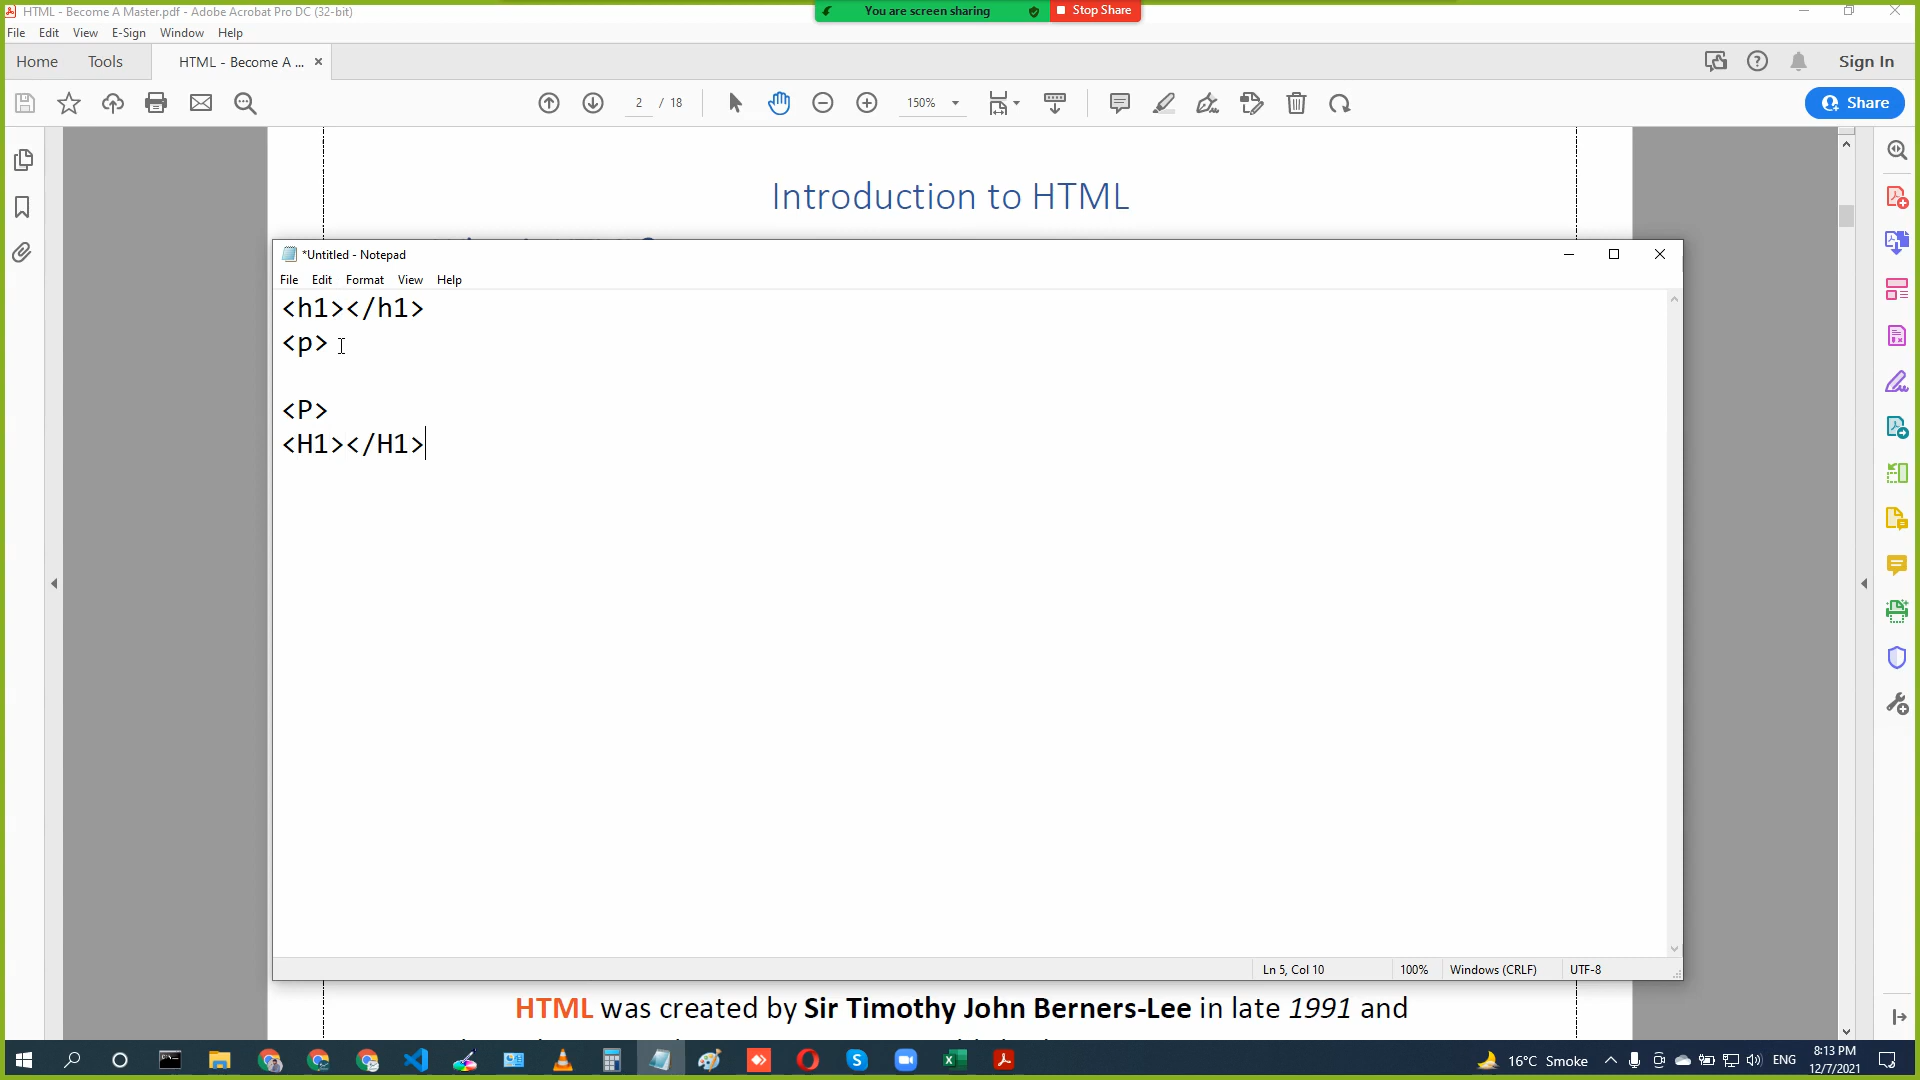 HTML - Become A Master.pdf - Adobe Acrobat Pro DC (32-bit)
You are screen sharing
Stop Share
File Edit View E-Sign Window Help
Home Tools HTML - Become A ...
Sign In
2 / 18
150%
Share
Introduction to HTML
*Untitled - Notepad
File Edit Format View Help
<h1></h1>
<p>
<P>
<H1></H1>
Ln 5, Col 10
100%
Windows (CRLF)
UTF-8
HTML was created by Sir Timothy John Berners-Lee in late 1991 and
16°C Smoke
ENG
8:13 PM
12/7/2021